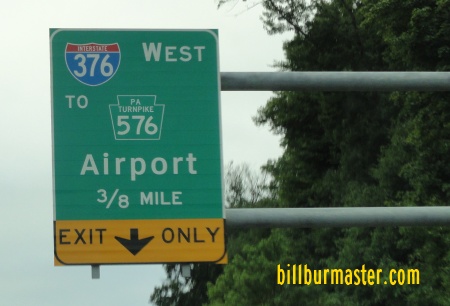 INTERSTATE
376 WEST
TO
PA
TURNPIKE
576
Airport
3/8 MILE
EXIT ONLY
billburmaster.com